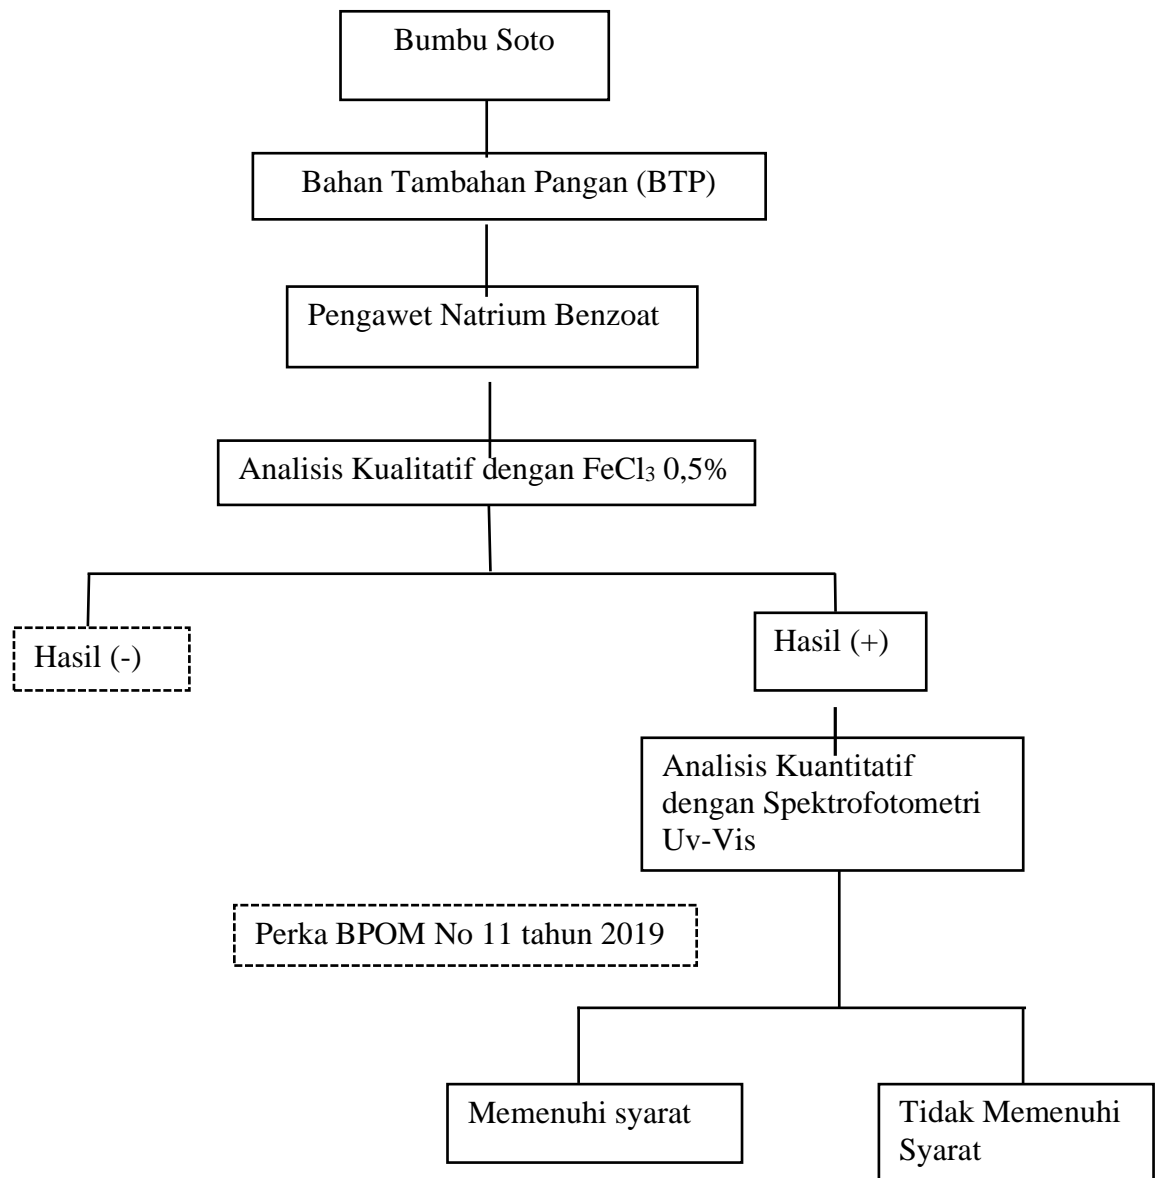 Bumbu Soto
Bahan Tambahan Pangan (BTP)
Pengawet Natrium Benzoat
Analisis Kualitatif dengan FeCl₃ 0,5%
Hasil (-)
Hasil (+)
Analisis Kuantitatif
dengan Spektrofotometri
Uv-Vis
Perka BPOM No 11 tahun 2019
Memenuhi syarat
Tidak Memenuhi
Syarat